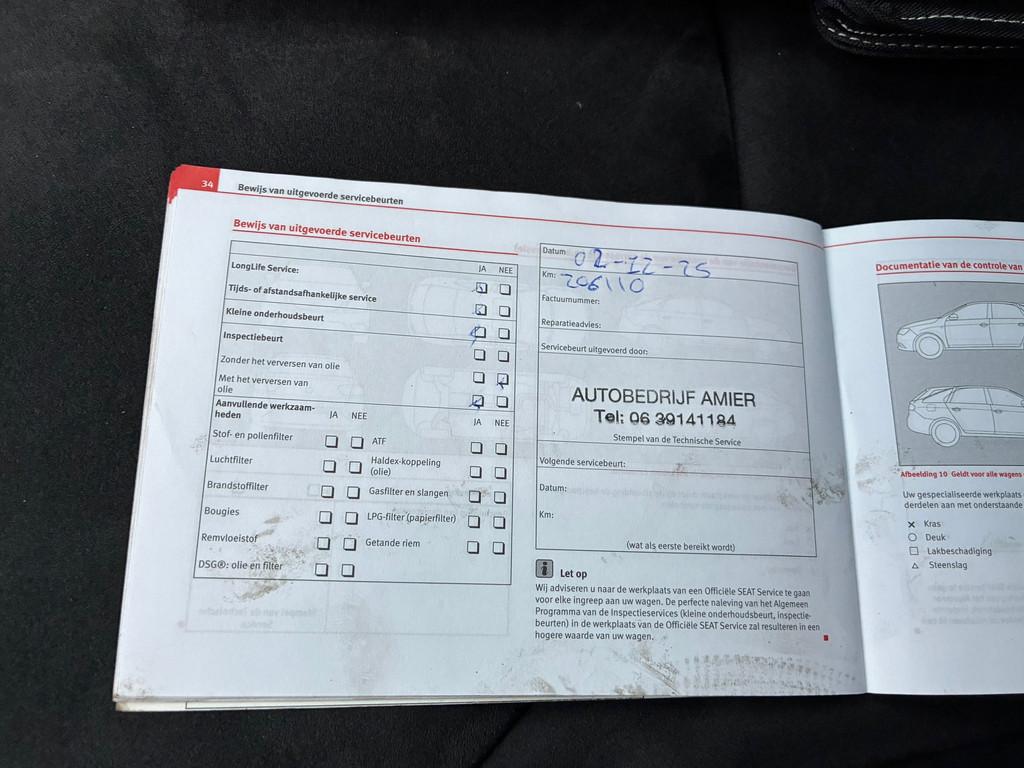 34 Bewijs van uitgevoerde servicebeurten
Bewijs van uitgevoerde servicebeurten
LongLife Service: JA NEE
Tijds- of afstandsafhankelijke service
Kleine onderhoudsbeurt
Inspectiebeurt
Zonder het verversen van olie
Met het verversen van
olie
Aanvullende werkzaam-
heden JA NEE JA NEE
Stof- en pollenfilter ATF
Luchtfilter Haldex-koppeling
(olie)
Brandstoffilter Gasfilter en slangen
Bougies LPG-filter (papierfilter)
Remvloeistof Getande riem
DSG®: olie en filter
Datum 02-12-25
Km: 206110
Factuurnummer:
Reparatieadvies:
Servicebeurt uitgevoerd door:
AUTOBEDRIJF AMIER
Tel: 06 39141184
Stempel van de Technische Service
Volgende servicebeurt:
Datum:
Km:
(wat als eerste bereikt wordt)
i Let op
Wij adviseren u naar de werkplaats van een Officiële SEAT Service te gaan
voor elke ingreep aan uw wagen. De perfecte naleving van het Algemeen
Programma van de Inspectieservices (kleine onderhoudsbeurt, inspectie-
beurten) in de werkplaats van de Officiële SEAT Service zal resulteren in een
hogere waarde van uw wagen.
Documentatie van de controle van
Afbeelding 10 Geldt voor alle wagens
Uw gespecialiseerde werkplaats
derdelen aan met onderstaande
Kras
Deuk
Lakbeschadiging
Steenslag